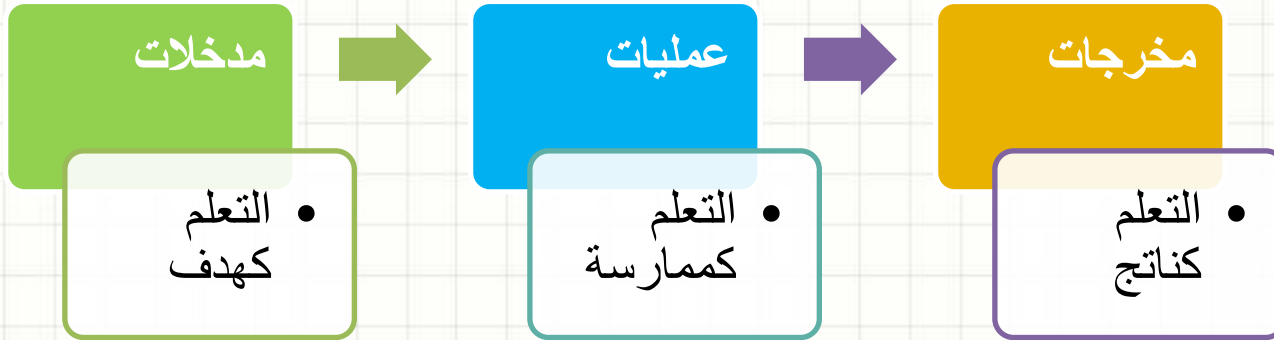 مدخلات
التعلم
كهدف
عمليات
التعلم
كممارسة
مخرجات
التعلم
كناتج